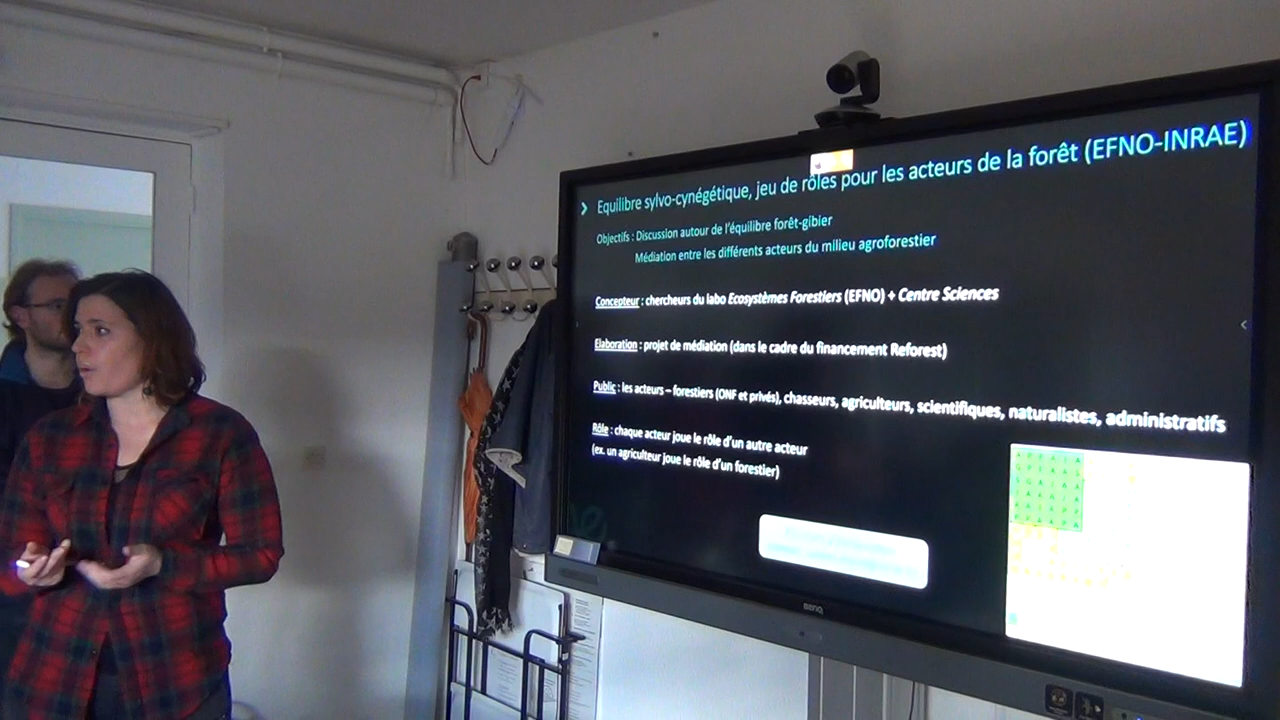 Equilibre sylvo-cynégétique, jeu de rôles pour les acteurs de la forêt (EFNO-INRAE)
Objectifs : Discussion autour de l'équilibre forêt-gibier
Médiation entre les différents acteurs du milieu agroforestier
Concepteur : chercheurs du labo Ecosystèmes Forestiers (EFNO) + Centre Sciences
Elaboration : projet de médiation (dans le cadre du financement Reforest)
Public : les acteurs – forestiers (ONF et privés), chasseurs, agriculteurs, scientifiques, naturalistes, administratifs
Rôle : chaque acteur joue le rôle d'un autre acteur
(ex. un agriculteur joue le rôle d'un forestier)
BenQ